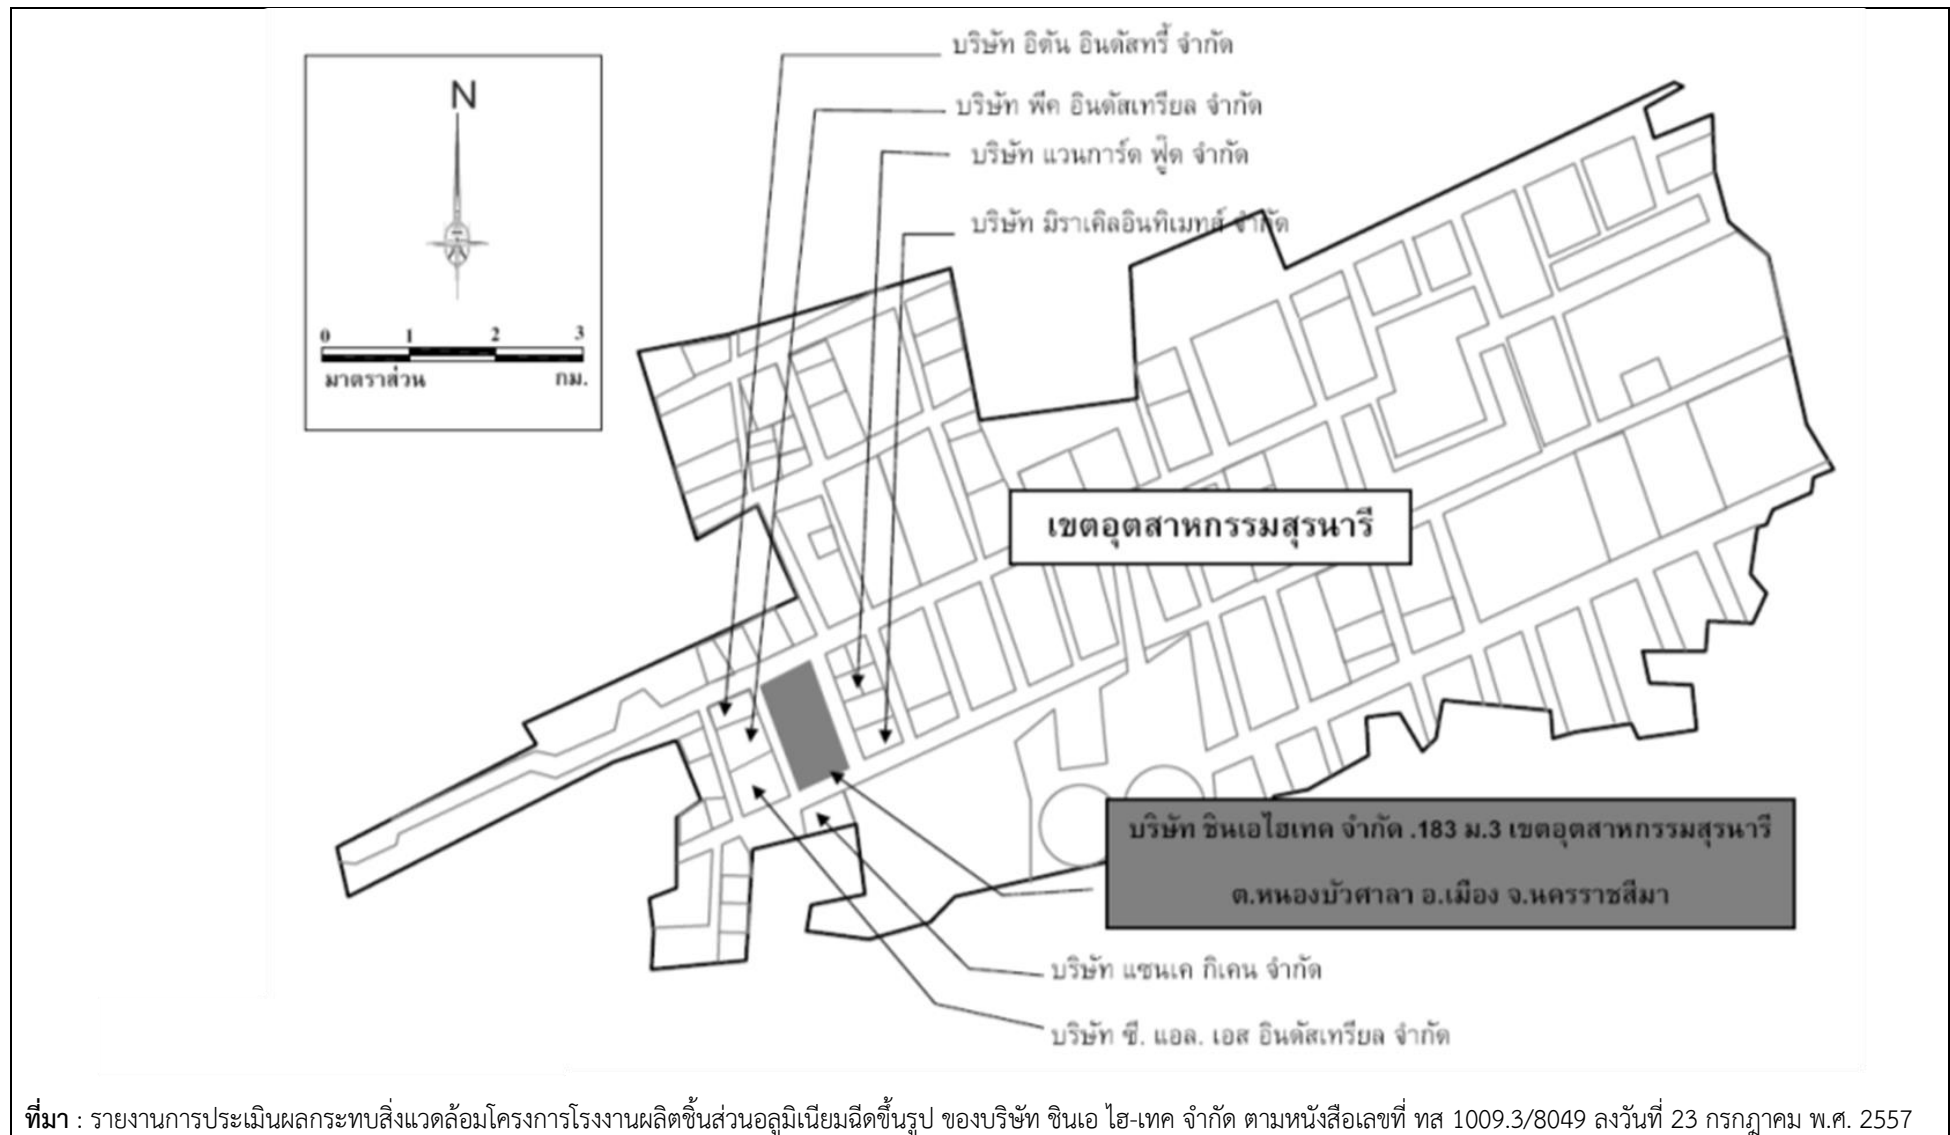 บริษัท อิตัน อินดัสทรี้ จำกัด
N
บริษัท พีค อินดัสเทรียล จำกัด
บริษัท แวนการ์ด ฟู๊ด จำกัด
บริษัท มิราเคิลอินทิเมทส์ จำกัด
0 1 2 3
มาตราส่วน กม.
เขตอุตสาหกรรมสุรนารี
บริษัท ชินเอไฮเทค จำกัด .183 ม.3 เขตอุตสาหกรรมสุรนารี
ต.หนองบัวศาลา อ.เมือง จ.นครราชสีมา
บริษัท แซนเค กิเคน จำกัด
บริษัท ซี. แอล. เอส อินดัสเทรียล จำกัด
ที่มา : รายงานการประเมินผลกระทบสิ่งแวดล้อมโครงการโรงงานผลิตชิ้นส่วนอลูมิเนียมฉีดขึ้นรูป ของบริษัท ชินเอ ไฮ-เทค จำกัด ตามหนังสือเลขที่ ทส 1009.3/8049 ลงวันที่ 23 กรกฎาคม พ.ศ. 2557